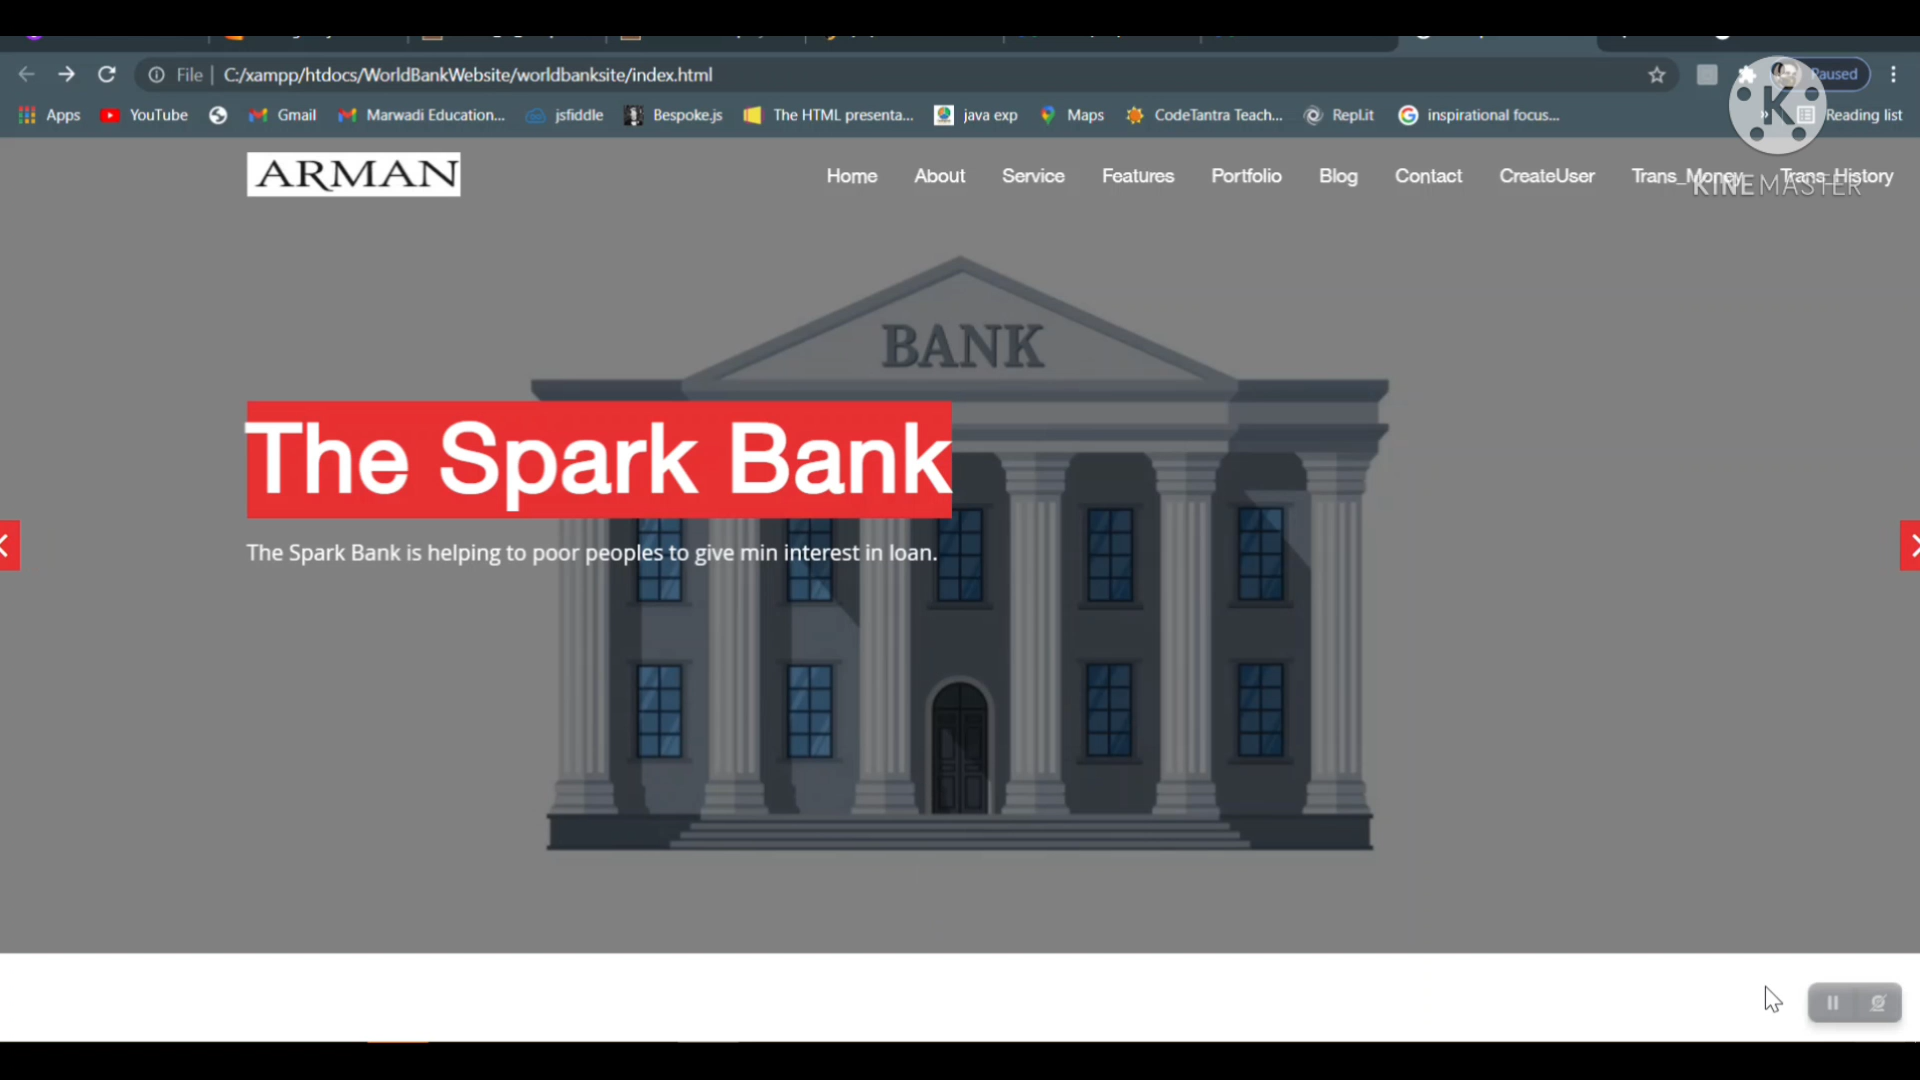 File | C:/xampp/htdocs/WorldBankWebsite/worldbanksite/index.html
Paused
Apps YouTube Gmail Marwadi Education... jsfiddle Bespoke.js The HTML presenta... java exp Maps CodeTantra Teach... Repl.it inspirational focus... » Reading list
ARMAN
Home About Service Features Portfolio Blog Contact CreateUser Trans_Money Trans_History
KINEMASTER
BANK
The Spark Bank
The Spark Bank is helping to poor peoples to give min interest in loan.